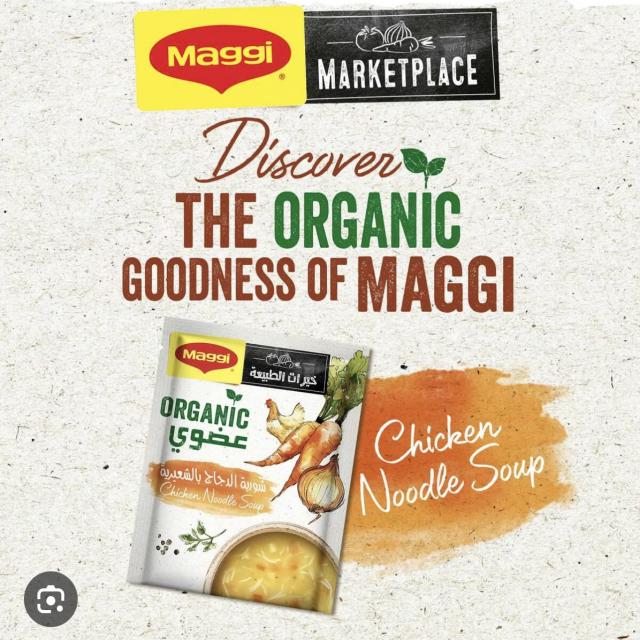 Maggi
MARKETPLACE
Discover
THE ORGANIC
GOODNESS OF MAGGI
Maggi
خيرات الطبيعة
ORGANIC
عضوي
شوربة الدجاج بالشعيرية
Chicken Noodle Soup
Chicken
Noodle Soup